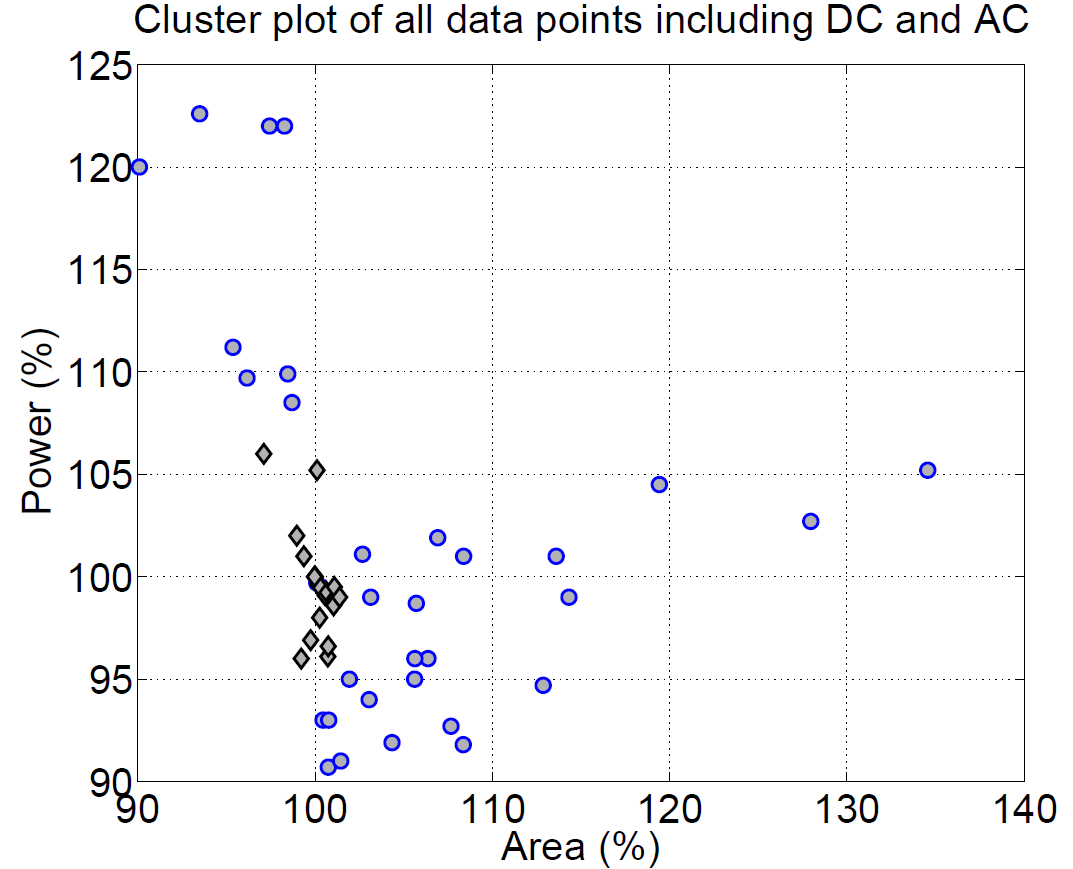 Cluster plot of all data points including DC and AC
125
120
115
110
105
100
95
90
Power (%)
90 100 110 120 130 140
Area (%)